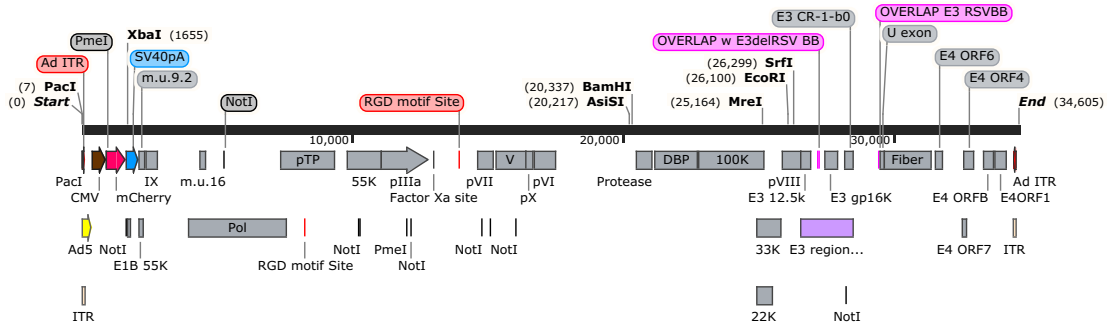 E3 CR-1-b0
OVERLAP E3 RSVBB
PmeI
XbaI (1655)
OVERLAP w E3delRSV BB
U exon
Ad ITR
SV40pA
(26,299) SrfI
E4 ORF6
(7) PacI
m.u.9.2
(20,337) BamHI
(26,100) EcoRI
E4 ORF4
(0) Start
NotI
RGD motif Site
(20,217) AsiSI
(25,164) MreI
End (34,605)
10,000
20,000
30,000
pTP
V
DBP
100K
Fiber
PacI
IX
m.u.16
55K
pIIIa
pVII
pVI
Protease
pVIII
E3 gp16K
E4 ORFB
Ad ITR
CMV
mCherry
Factor Xa site
pX
E3 12.5k
E4ORF1
Pol
Ad5
NotI
NotI
PmeI
NotI
NotI
33K
E3 region...
E4 ORF7
ITR
E1B 55K
RGD motif Site
NotI
ITR
22K
NotI